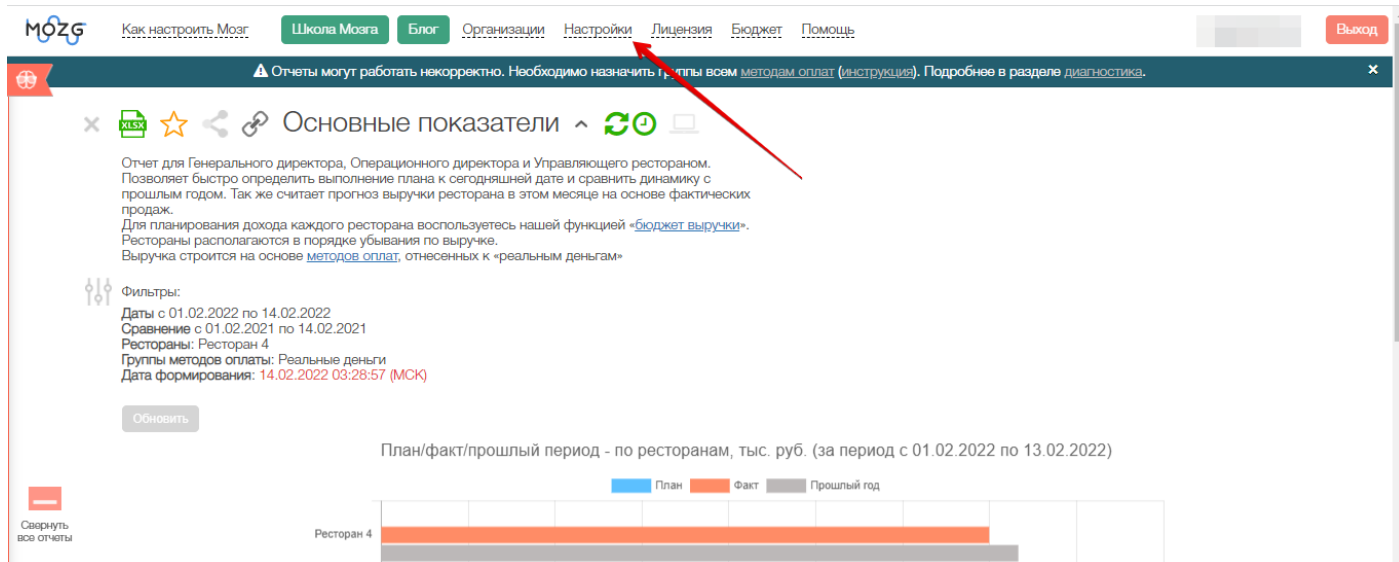 MOZG Как настроить Мозг Школа Мозга Блог Организации Настройки Лицензия Бюджет Помощь Выход
Отчеты могут работать некорректно. Необходимо назначить группы всем методам оплат (инструкция). Подробнее в разделе диагностика. ×
XLSX Основные показатели
Отчет для Генерального директора, Операционного директора и Управляющего рестораном.
Позволяет быстро определить выполнение плана к сегодняшней дате и сравнить динамику с
прошлым годом. Так же считает прогноз выручки ресторана в этом месяце на основе фактических
продаж.
Для планирования дохода каждого ресторана воспользуетесь нашей функцией «бюджет выручки».
Рестораны располагаются в порядке убывания по выручке.
Выручка строится на основе методов оплат, отнесенных к «реальным деньгам»
Фильтры:
Даты с 01.02.2022 по 14.02.2022
Сравнение с 01.02.2021 по 14.02.2021
Рестораны: Ресторан 4
Группы методов оплаты: Реальные деньги
Дата формирования: 14.02.2022 03:28:57 (МСК)
Обновить
План/факт/прошлый период - по ресторанам, тыс. руб. (за период с 01.02.2022 по 13.02.2022)
План Факт Прошлый год
Ресторан 4
Свернуть
все отчеты